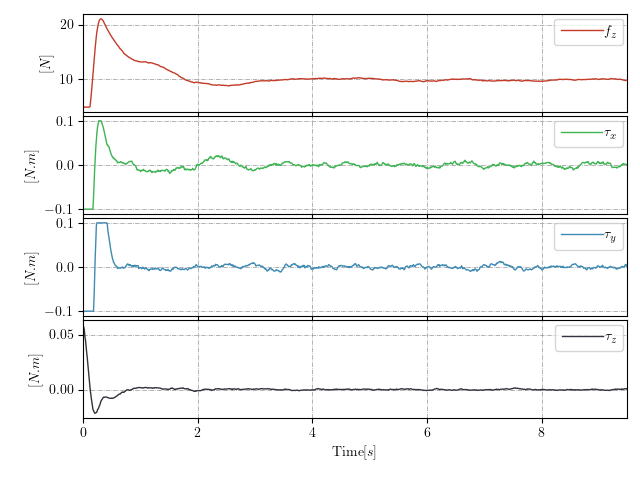 20
10
[N]
f_z
0.1
0.0
−0.1
[N.m]
τ_x
0.1
0.0
−0.1
[N.m]
τ_y
0.05
0.00
[N.m]
τ_z
0 2 4 6 8
Time[s]